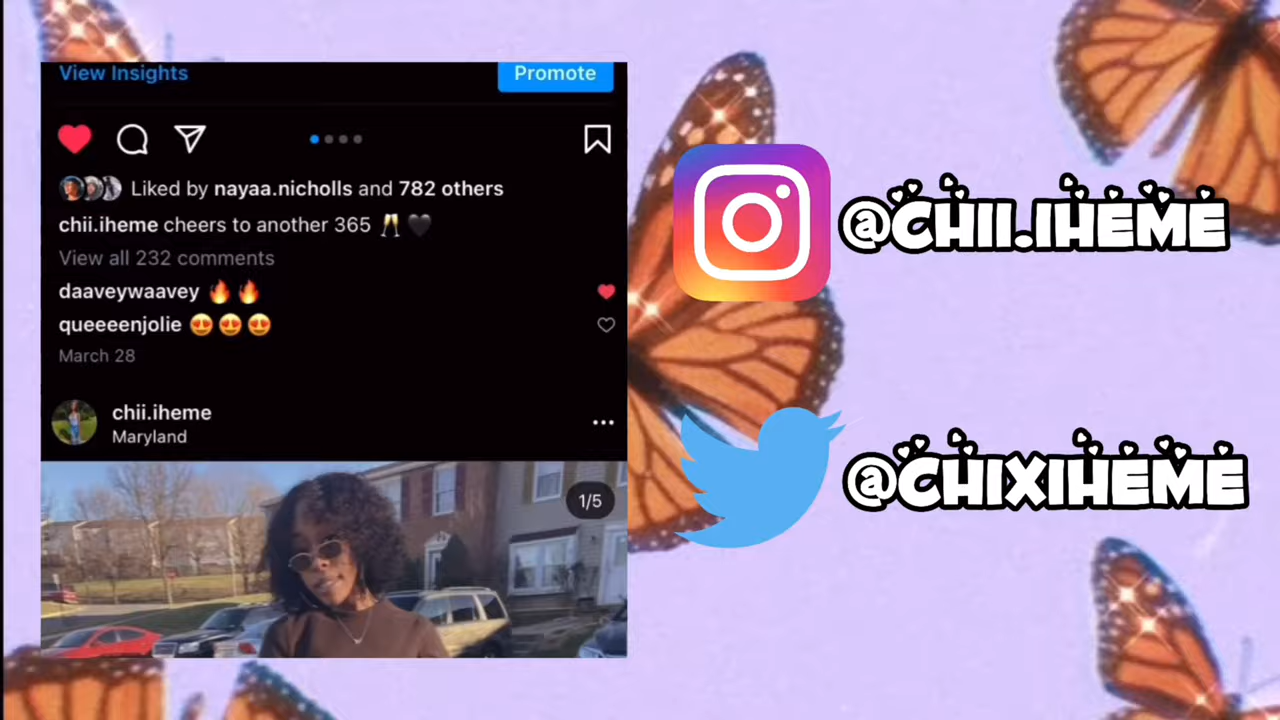 View Insights
Promote
Liked by nayaa.nicholls and 782 others
chii.iheme cheers to another 365 🥂 🖤
View all 232 comments
daaveywaavey 🔥 🔥
queeeenjolie 😍 😍 😍
March 28
chii.iheme
Maryland
1/5
@CHII.IHEME
@CHIXIHEME